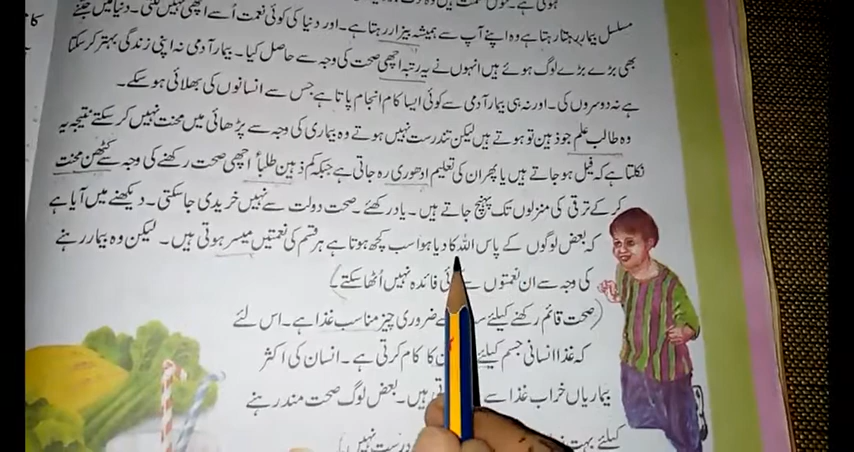 مسلسل بیمار رہتا رہتا ہے وہ اپنے آپ سے ہمیشہ بیزار رہتا ہے۔ اور دنیا کی کوئی نعمت اُسے اچھی نہیں لگتی۔ دنیا میں جتنے
بھی بڑے بڑے لوگ ہوئے ہیں انہوں نے یہ رتبہ اچھی صحت کی وجہ سے حاصل کیا۔ بیمار آدمی نہ اپنی زندگی بہتر کر سکتا
ہے نہ دوسروں کی۔ اور نہ ہی بیمار آدمی سے کوئی ایسا کام انجام پاتا ہے جس سے انسانوں کی بھلائی ہو سکے۔
وہ طالب علم جو ذہین تو ہوتے ہیں لیکن تندرست نہیں ہوتے وہ بیماری کی وجہ سے پڑھائی میں محنت نہیں کر سکتے نتیجہ یہ
نکلتا ہے کہ فیل ہو جاتے ہیں یا پھر ان کی تعلیم ادھوری رہ جاتی ہے جبکہ کم ذہین طلبأ اچھی صحت رکھنے کی وجہ سے کٹھن محنت
کر کے ترقی کی منزلوں تک پہنچ جاتے ہیں۔ یاد رکھئے۔ صحت دولت سے نہیں خریدی جا سکتی۔ دیکھنے میں آیا ہے
کہ بعض لوگوں کے پاس اللہ کا دیا ہوا سب کچھ ہوتا ہے ہر قسم کی نعمتیں میسر ہوتی ہیں۔ لیکن وہ بیمار رہنے
کی وجہ سے ان نعمتوں سے فائدہ نہیں اُٹھا سکتے۔)
(صحت قائم رکھنے کیلئے ضروری چیز مناسب غذا ہے۔ اس لئے
کہ غذا انسانی جسم کیلئے کا کام کرتی ہے۔ انسان کی اکثر
بیماریاں خراب غذا سے ہیں۔ بعض لوگ صحت مند رہنے
کیلئے بہت درست نہیں)